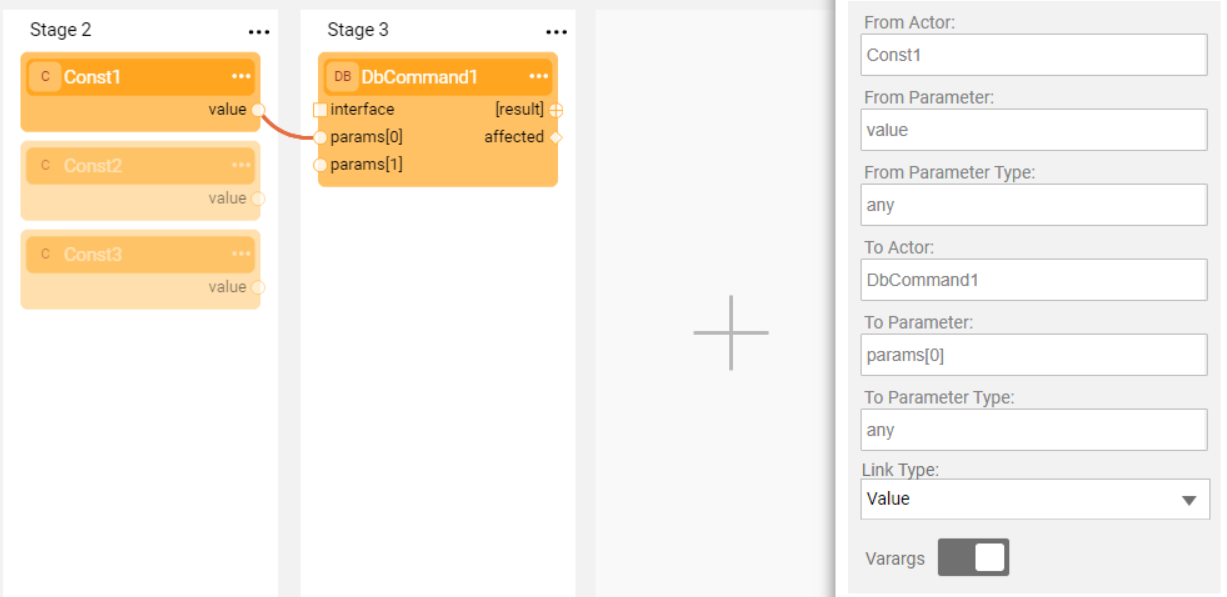 Stage 2
C Const1
value
C Const2
value
C Const3
value
Stage 3
DB DbCommand1
interface [result]
params[0] affected
params[1]
From Actor:
Const1
From Parameter:
value
From Parameter Type:
any
To Actor:
DbCommand1
To Parameter:
params[0]
To Parameter Type:
any
Link Type:
Value
Varargs